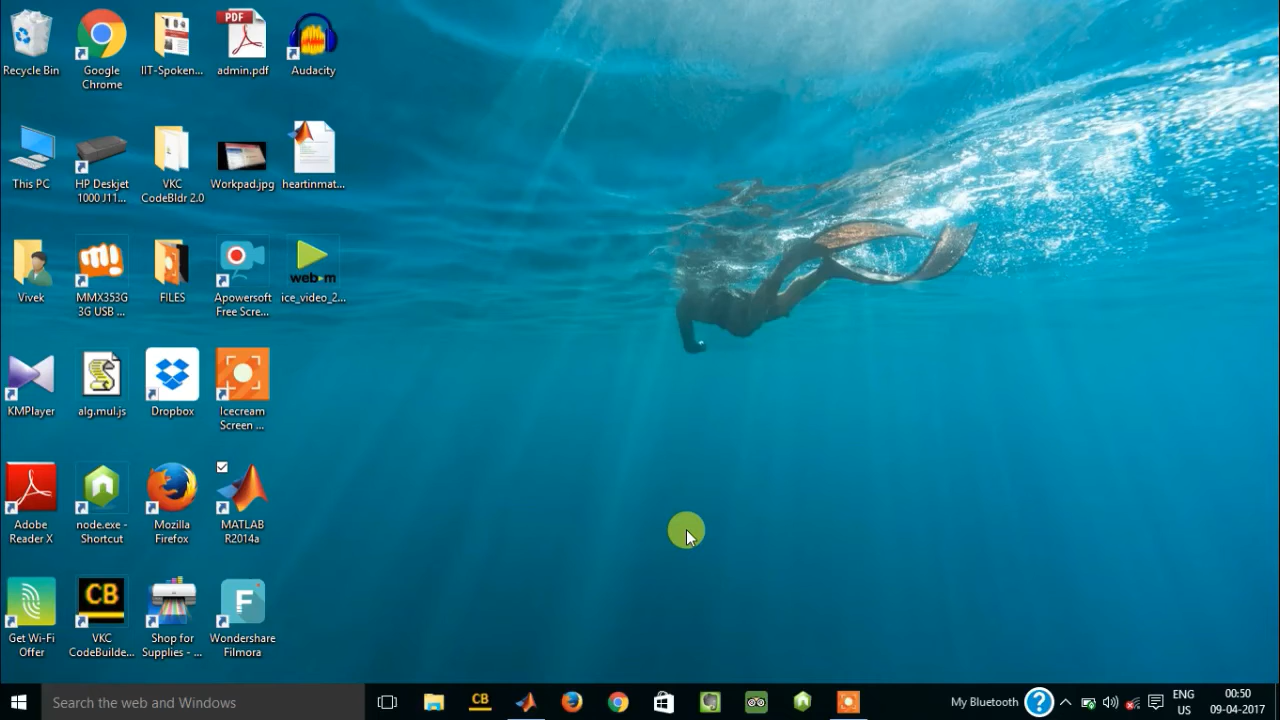 PDF
Recycle Bin
Google
Chrome
IIT-Spoken...
admin.pdf
Audacity
This PC
HP Deskjet
1000 J11...
VKC
CodeBldr 2.0
Workpad.jpg
heartinmat...
Vivek
MMX353G
3G USB ...
FILES
Apowersoft
Free Scre...
webm
ice_video_2...
KMPlayer
alg.mul.js
Dropbox
Icecream
Screen ...
Adobe
Reader X
node.exe -
Shortcut
Mozilla
Firefox
MATLAB
R2014a
CB
F
Get Wi-Fi
Offer
VKC
CodeBuilde...
Shop for
Supplies - ...
Wondershare
Filmora
Search the web and Windows
CB
My Bluetooth
?
ENG
US
00:50
09-04-2017